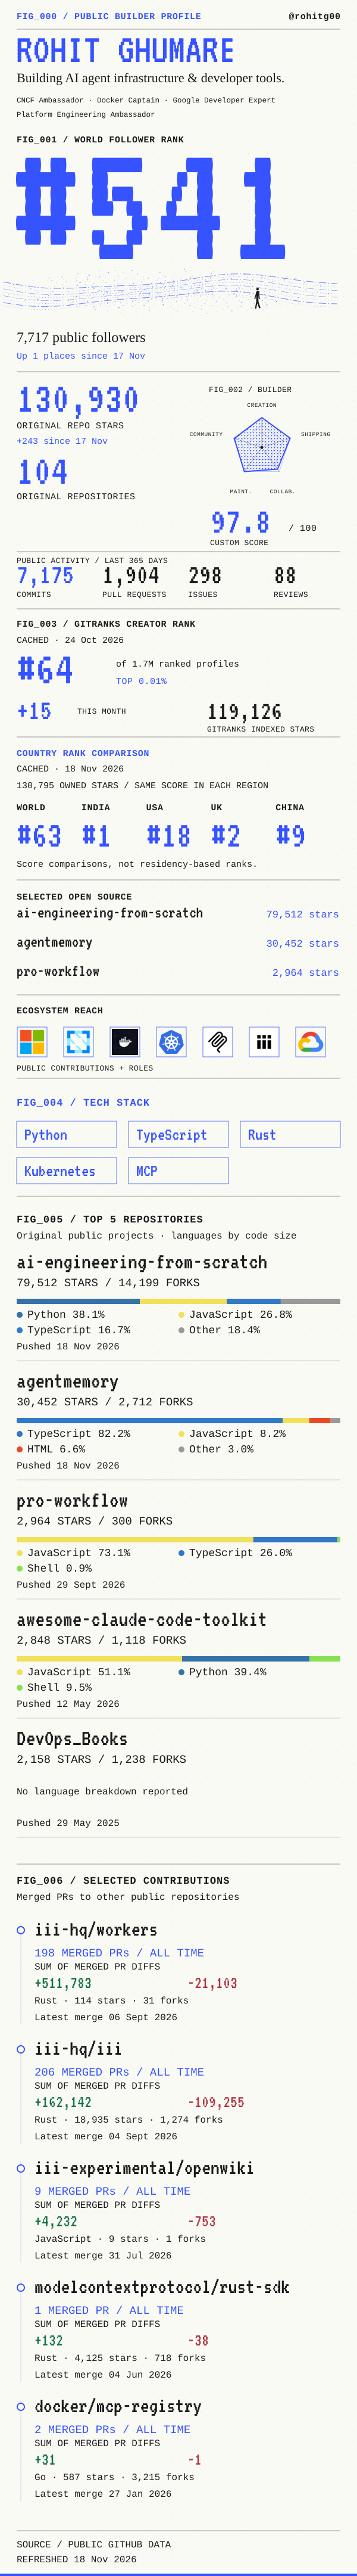 FIG_000 / PUBLIC BUILDER PROFILE @rohitg00
ROHIT GHUMARE
Building AI agent infrastructure & developer tools.
CNCF Ambassador · Docker Captain · Google Developer Expert
Platform Engineering Ambassador
FIG_001 / WORLD FOLLOWER RANK
#541
7,717 public followers
Up 1 places since 17 Nov
130,930
ORIGINAL REPO STARS
+243 since 17 Nov
104
ORIGINAL REPOSITORIES
FIG_002 / BUILDER
CREATION
COMMUNITY SHIPPING
MAINT. COLLAB.
97.8 / 100
CUSTOM SCORE
PUBLIC ACTIVITY / LAST 365 DAYS
7,175 1,904 298 88
COMMITS PULL REQUESTS ISSUES REVIEWS
FIG_003 / GITRANKS CREATOR RANK
CACHED · 24 Oct 2026
#64 of 1.7M ranked profiles
TOP 0.01%
+15 THIS MONTH 119,126
GITRANKS INDEXED STARS
COUNTRY RANK COMPARISON
CACHED · 18 Nov 2026
130,795 OWNED STARS / SAME SCORE IN EACH REGION
WORLD INDIA USA UK CHINA
#63 #1 #18 #2 #9
Score comparisons, not residency-based ranks.
SELECTED OPEN SOURCE
ai-engineering-from-scratch 79,512 stars
agentmemory 30,452 stars
pro-workflow 2,964 stars
ECOSYSTEM REACH
PUBLIC CONTRIBUTIONS + ROLES
FIG_004 / TECH STACK
Python TypeScript Rust
Kubernetes MCP
FIG_005 / TOP 5 REPOSITORIES
Original public projects · languages by code size
ai-engineering-from-scratch
79,512 STARS / 14,199 FORKS
Python 38.1% JavaScript 26.8%
TypeScript 16.7% Other 18.4%
Pushed 18 Nov 2026
agentmemory
30,452 STARS / 2,712 FORKS
TypeScript 82.2% JavaScript 8.2%
HTML 6.6% Other 3.0%
Pushed 18 Nov 2026
pro-workflow
2,964 STARS / 300 FORKS
JavaScript 73.1% TypeScript 26.0%
Shell 0.9%
Pushed 29 Sept 2026
awesome-claude-code-toolkit
2,848 STARS / 1,118 FORKS
JavaScript 51.1% Python 39.4%
Shell 9.5%
Pushed 12 May 2026
DevOps_Books
2,158 STARS / 1,238 FORKS
No language breakdown reported
Pushed 29 May 2025
FIG_006 / SELECTED CONTRIBUTIONS
Merged PRs to other public repositories
iii-hq/workers
198 MERGED PRs / ALL TIME
SUM OF MERGED PR DIFFS
+511,783 -21,103
Rust · 114 stars · 31 forks
Latest merge 06 Sept 2026
iii-hq/iii
206 MERGED PRs / ALL TIME
SUM OF MERGED PR DIFFS
+162,142 -109,255
Rust · 18,935 stars · 1,274 forks
Latest merge 04 Sept 2026
iii-experimental/openwiki
9 MERGED PRs / ALL TIME
SUM OF MERGED PR DIFFS
+4,232 -753
JavaScript · 9 stars · 1 forks
Latest merge 31 Jul 2026
modelcontextprotocol/rust-sdk
1 MERGED PR / ALL TIME
SUM OF MERGED PR DIFFS
+132 -38
Rust · 4,125 stars · 718 forks
Latest merge 04 Jun 2026
docker/mcp-registry
2 MERGED PRs / ALL TIME
SUM OF MERGED PR DIFFS
+31 -1
Go · 587 stars · 3,215 forks
Latest merge 27 Jan 2026
SOURCE / PUBLIC GITHUB DATA
REFRESHED 18 Nov 2026